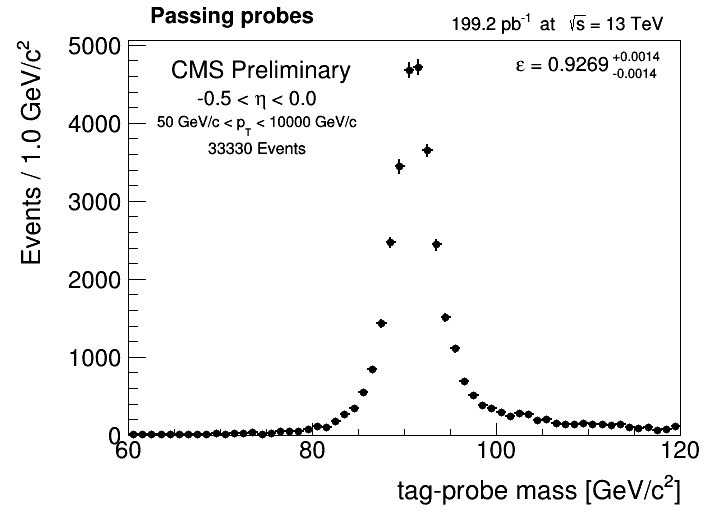 Passing probes
199.2 pb⁻¹ at √s = 13 TeV
CMS Preliminary
ε = 0.9269 +0.0014 -0.0014
-0.5 < η < 0.0
50 GeV/c < p_T < 10000 GeV/c
33330 Events
Events / 1.0 GeV/c²
5000
4000
3000
2000
1000
0
60 80 100 120
tag-probe mass [GeV/c²]